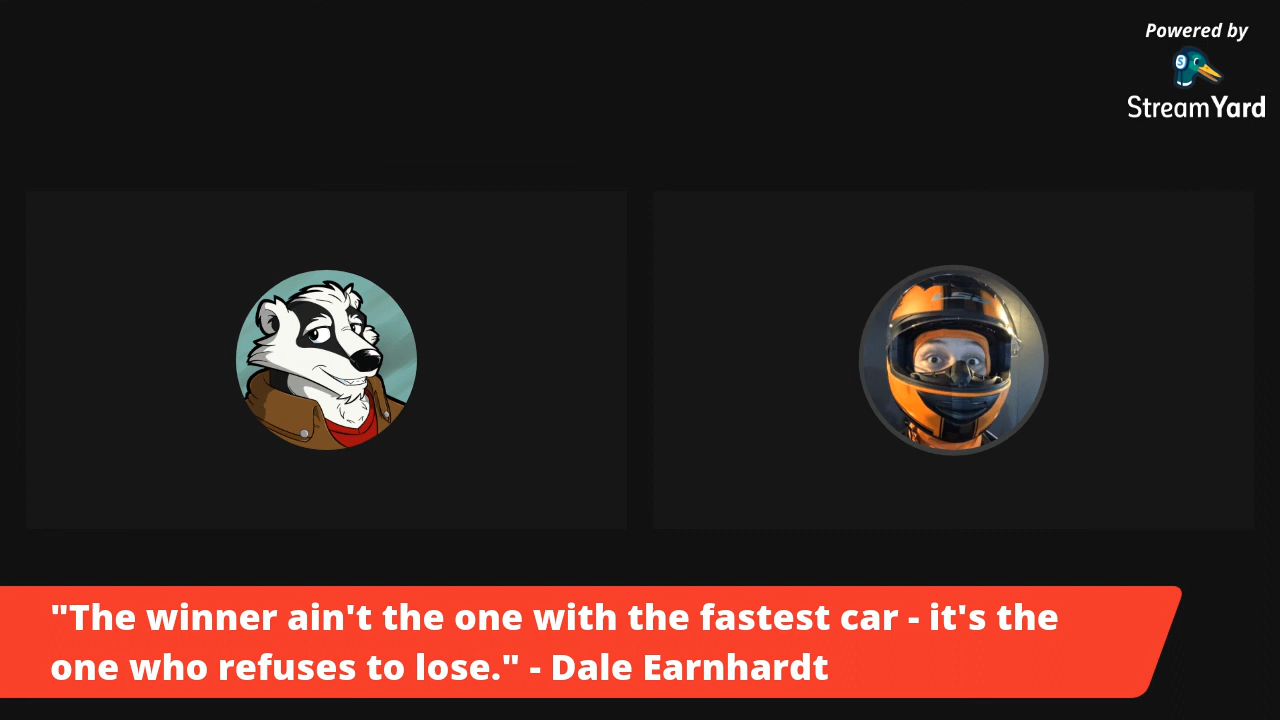 Powered by
StreamYard
"The winner ain't the one with the fastest car - it's the
one who refuses to lose." - Dale Earnhardt